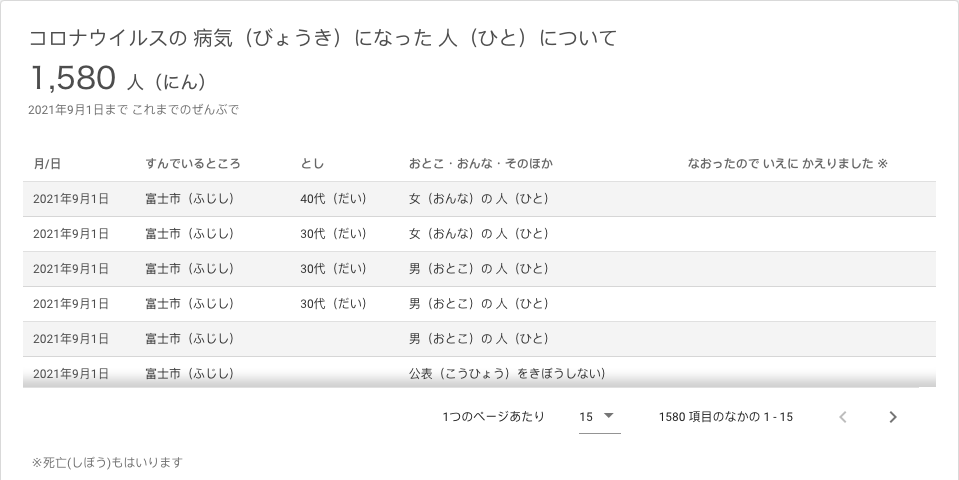 コロナウイルスの 病気（びょうき）になった 人（ひと）について
1,580 人（にん）
2021年9月1日まで これまでのぜんぶで
月/日 すんでいるところ とし おとこ・おんな・そのほか なおったので いえに かえりました ※
2021年9月1日 富士市（ふじし） 40代（だい） 女（おんな）の 人（ひと）
2021年9月1日 富士市（ふじし） 30代（だい） 女（おんな）の 人（ひと）
2021年9月1日 富士市（ふじし） 30代（だい） 男（おとこ）の 人（ひと）
2021年9月1日 富士市（ふじし） 30代（だい） 男（おとこ）の 人（ひと）
2021年9月1日 富士市（ふじし） 男（おとこ）の 人（ひと）
2021年9月1日 富士市（ふじし） 公表（こうひょう）をきぼうしない）
1つのページあたり 15 1580 項目のなかの 1 - 15
※死亡(しぼう)もはいります